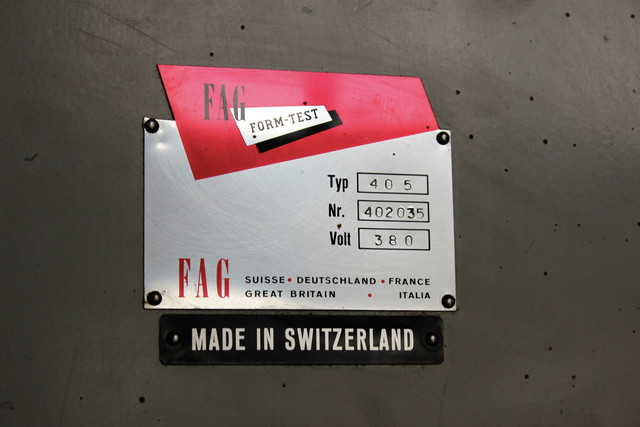 FAG
FORM-TEST
Typ 405
Nr. 402035
Volt 380
FAG
SUISSE • DEUTSCHLAND • FRANCE
GREAT BRITAIN • ITALIA
MADE IN SWITZERLAND